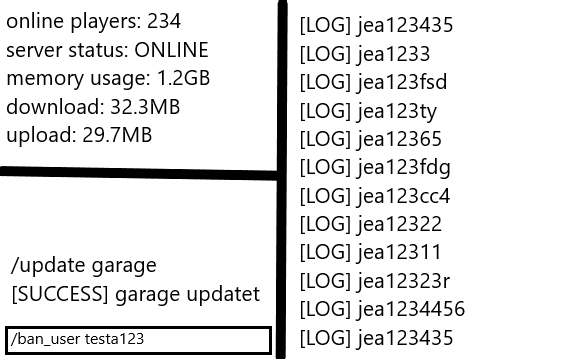 online players: 234
server status: ONLINE
memory usage: 1.2GB
download: 32.3MB
upload: 29.7MB
/update garage
[SUCCESS] garage updatet
/ban_user testa123
[LOG] jea123435
[LOG] jea1233
[LOG] jea123fsd
[LOG] jea123ty
[LOG] jea12365
[LOG] jea123fdg
[LOG] jea123cc4
[LOG] jea12322
[LOG] jea12311
[LOG] jea12323r
[LOG] jea1234456
[LOG] jea123435